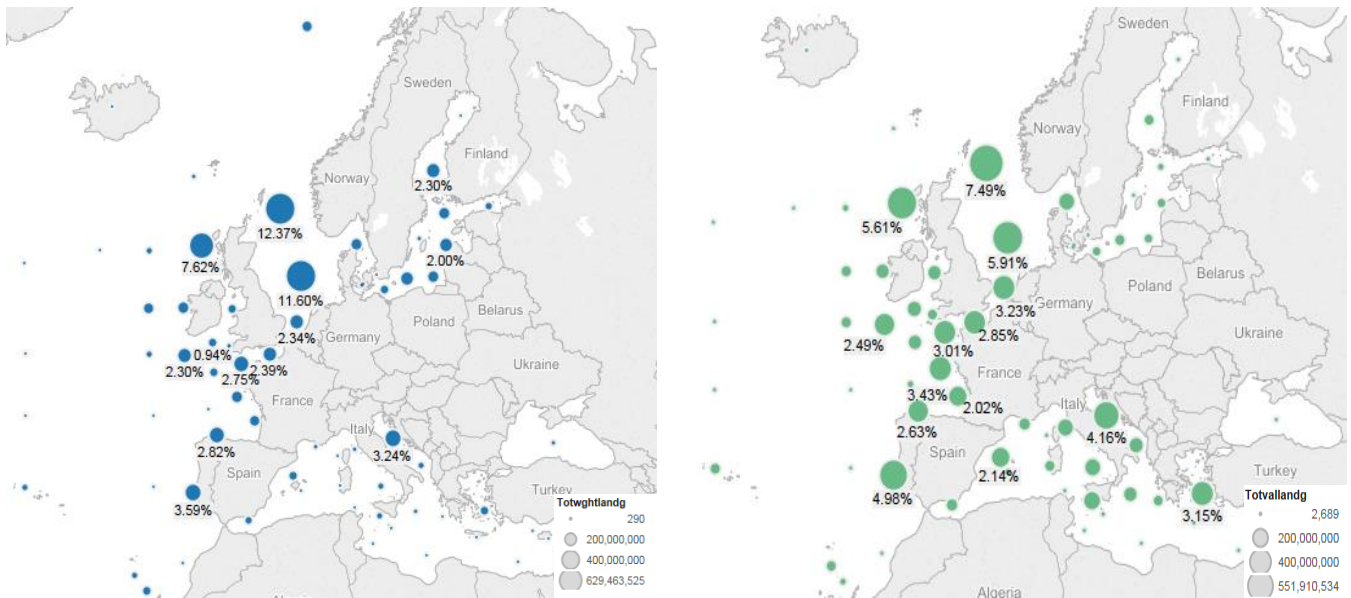 Sweden
Finland
Norway
2.30%
12.37%
7.62%
2.00%
11.60%
Belarus
Poland
2.34%
Germany
0.94%
2.30%
2.75%
2.39%
Ukraine
France
Italy
2.82%
3.24%
Spain
Turkey
3.59%
Totwghtlandg
290
200,000,000
400,000,000
629,463,525
Sweden
Finland
Norway
7.49%
5.61%
5.91%
Belarus
Poland
Germany
3.23%
2.49%
3.01%
2.85%
Ukraine
France
3.43%
2.02%
Italy
2.63%
4.16%
Spain
2.14%
Turkey
4.98%
3.15%
Algeria
Totvallandg
2,689
200,000,000
400,000,000
551,910,534